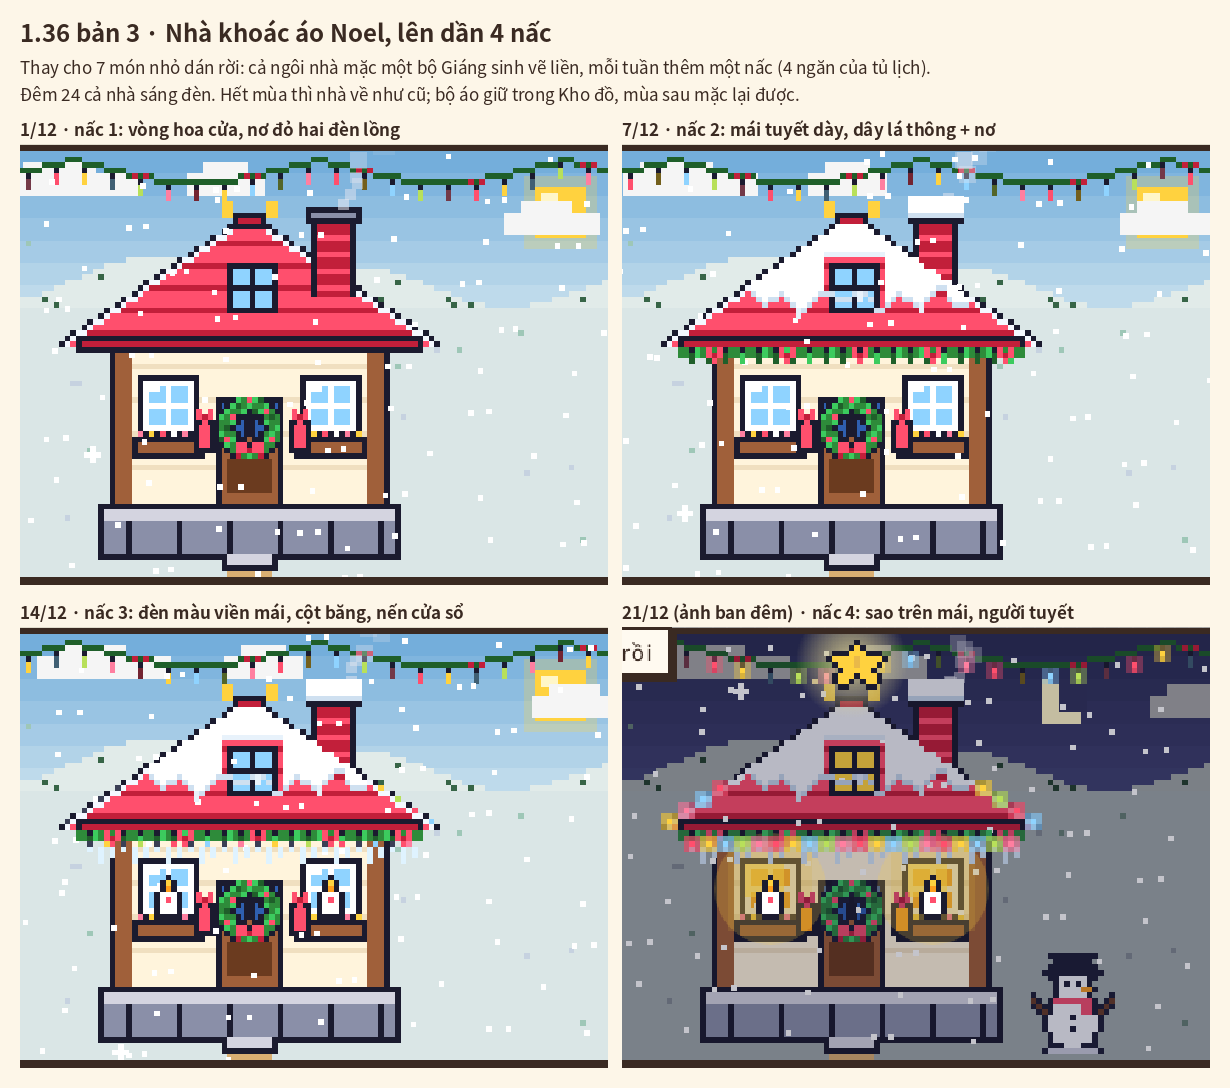 1.36 bản 3 · Nhà khoác áo Noel, lên dần 4 nấc
Thay cho 7 món nhỏ dán rời: cả ngôi nhà mặc một bộ Giáng sinh vẽ liền, mỗi tuần thêm một nấc (4 ngăn của tủ lịch).
Đêm 24 cả nhà sáng đèn. Hết mùa thì nhà về như cũ; bộ áo giữ trong Kho đồ, mùa sau mặc lại được.
1/12 · nấc 1: vòng hoa cửa, nơ đỏ hai đèn lồng
7/12 · nấc 2: mái tuyết dày, dây lá thông + nơ
14/12 · nấc 3: đèn màu viền mái, cột băng, nến cửa sổ
21/12 (ảnh ban đêm) · nấc 4: sao trên mái, người tuyết
rồi